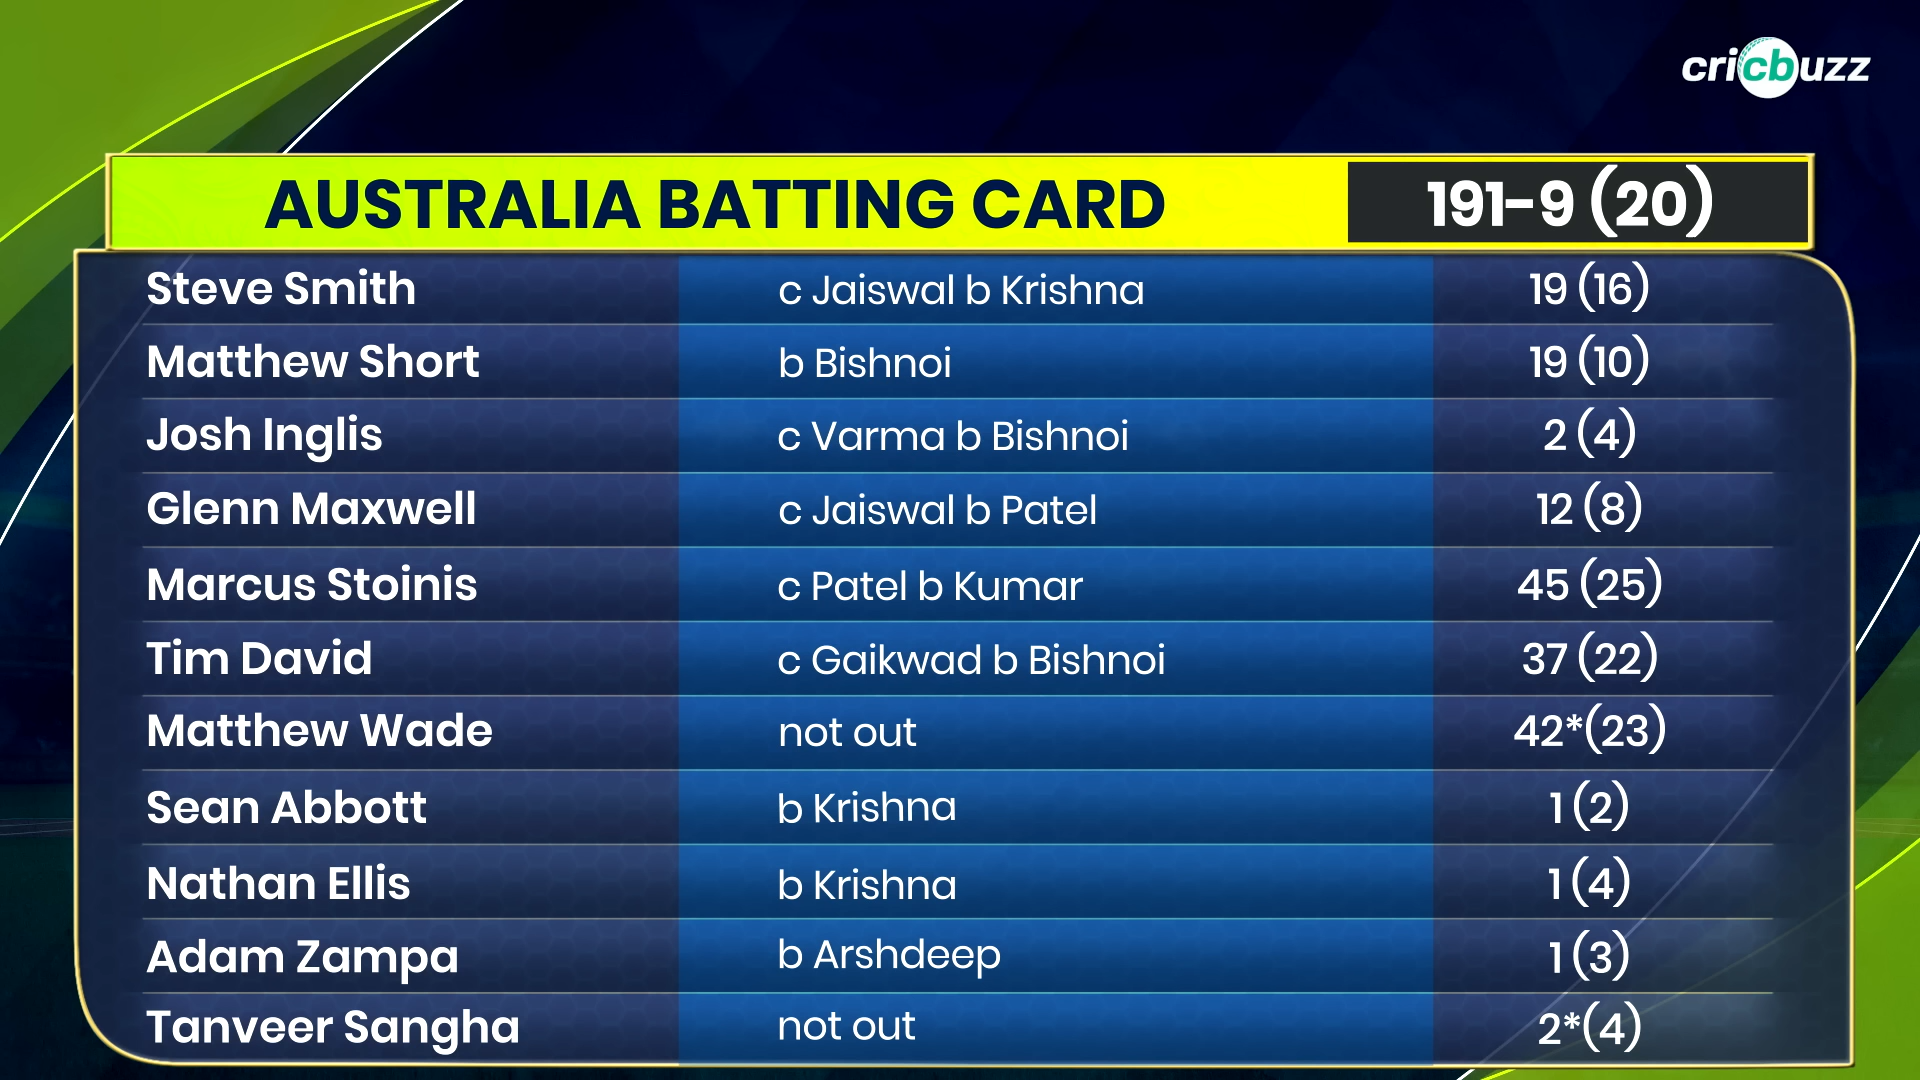 cricbuzz
AUSTRALIA BATTING CARD 191-9 (20)
Steve Smith c Jaiswal b Krishna 19 (16)
Matthew Short b Bishnoi 19 (10)
Josh Inglis c Varma b Bishnoi 2 (4)
Glenn Maxwell c Jaiswal b Patel 12 (8)
Marcus Stoinis c Patel b Kumar 45 (25)
Tim David c Gaikwad b Bishnoi 37 (22)
Matthew Wade not out 42*(23)
Sean Abbott b Krishna 1 (2)
Nathan Ellis b Krishna 1 (4)
Adam Zampa b Arshdeep 1 (3)
Tanveer Sangha not out 2*(4)